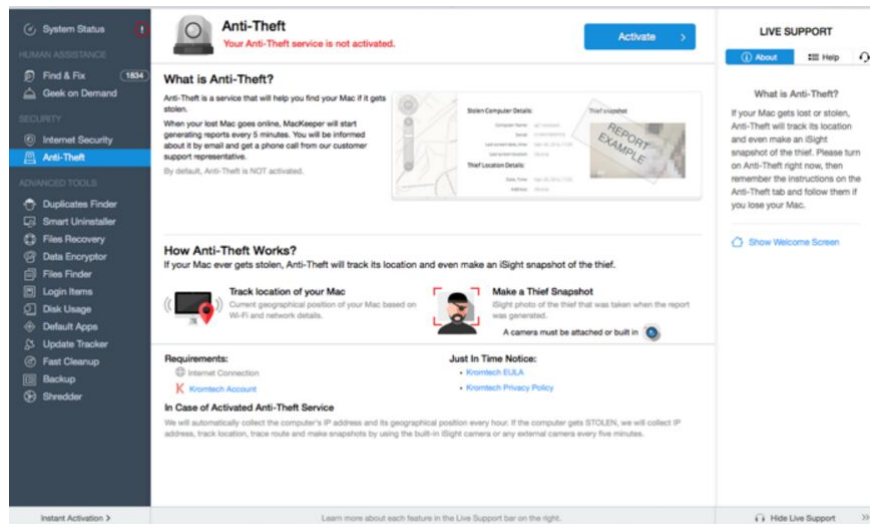 System Status
HUMAN ASSISTANCE
Find & Fix 1834
Geek on Demand
SECURITY
Internet Security
Anti-Theft
ADVANCED TOOLS
Duplicates Finder
Smart Uninstaller
Files Recovery
Data Encryptor
Files Finder
Login Items
Disk Usage
Default Apps
Update Tracker
Fast Cleanup
Backup
Shredder
Instant Activation >
Anti-Theft
Your Anti-Theft service is not activated.
Activate >
What is Anti-Theft?
Anti-Theft is a service that will help you find your Mac if it gets
stolen.
When your lost Mac goes online, MacKeeper will start
generating reports every 5 minutes. You will be informed
about it by email and get a phone call from our customer
support representative.
By default, Anti-Theft is NOT activated.
Stolen Computer Details:
Computer Name:
Serial:
Thief Location Details:
Date, Time:
Address:
Thief snapshot
REPORT
EXAMPLE
How Anti-Theft Works?
If your Mac ever gets stolen, Anti-Theft will track its location and even make an iSight snapshot of the thief.
Track location of your Mac
Current geographical position of your Mac based on
Wi-Fi and network details.
Make a Thief Snapshot
iSight photo of the thief that was taken when the report
was generated.
A camera must be attached or built in
Requirements:
Internet Connection
Kromtech Account
Just In Time Notice:
• Kromtech EULA
• Kromtech Privacy Policy
In Case of Activated Anti-Theft Service
We will automatically collect the computer's IP address and its geographical position every hour. If the computer gets STOLEN, we will collect IP
address, track location, trace route and make snapshots by using the built-in iSight camera or any external camera every five minutes.
Learn more about each feature in the Live Support bar on the right.
LIVE SUPPORT
About
Help
What is Anti-Theft?
If your Mac gets lost or stolen,
Anti-Theft will track its location
and even make an iSight
snapshot of the thief. Please turn
on Anti-Theft right now, then
remember the instructions on the
Anti-Theft tab and follow them if
you lose your Mac.
Show Welcome Screen
Hide Live Support >>